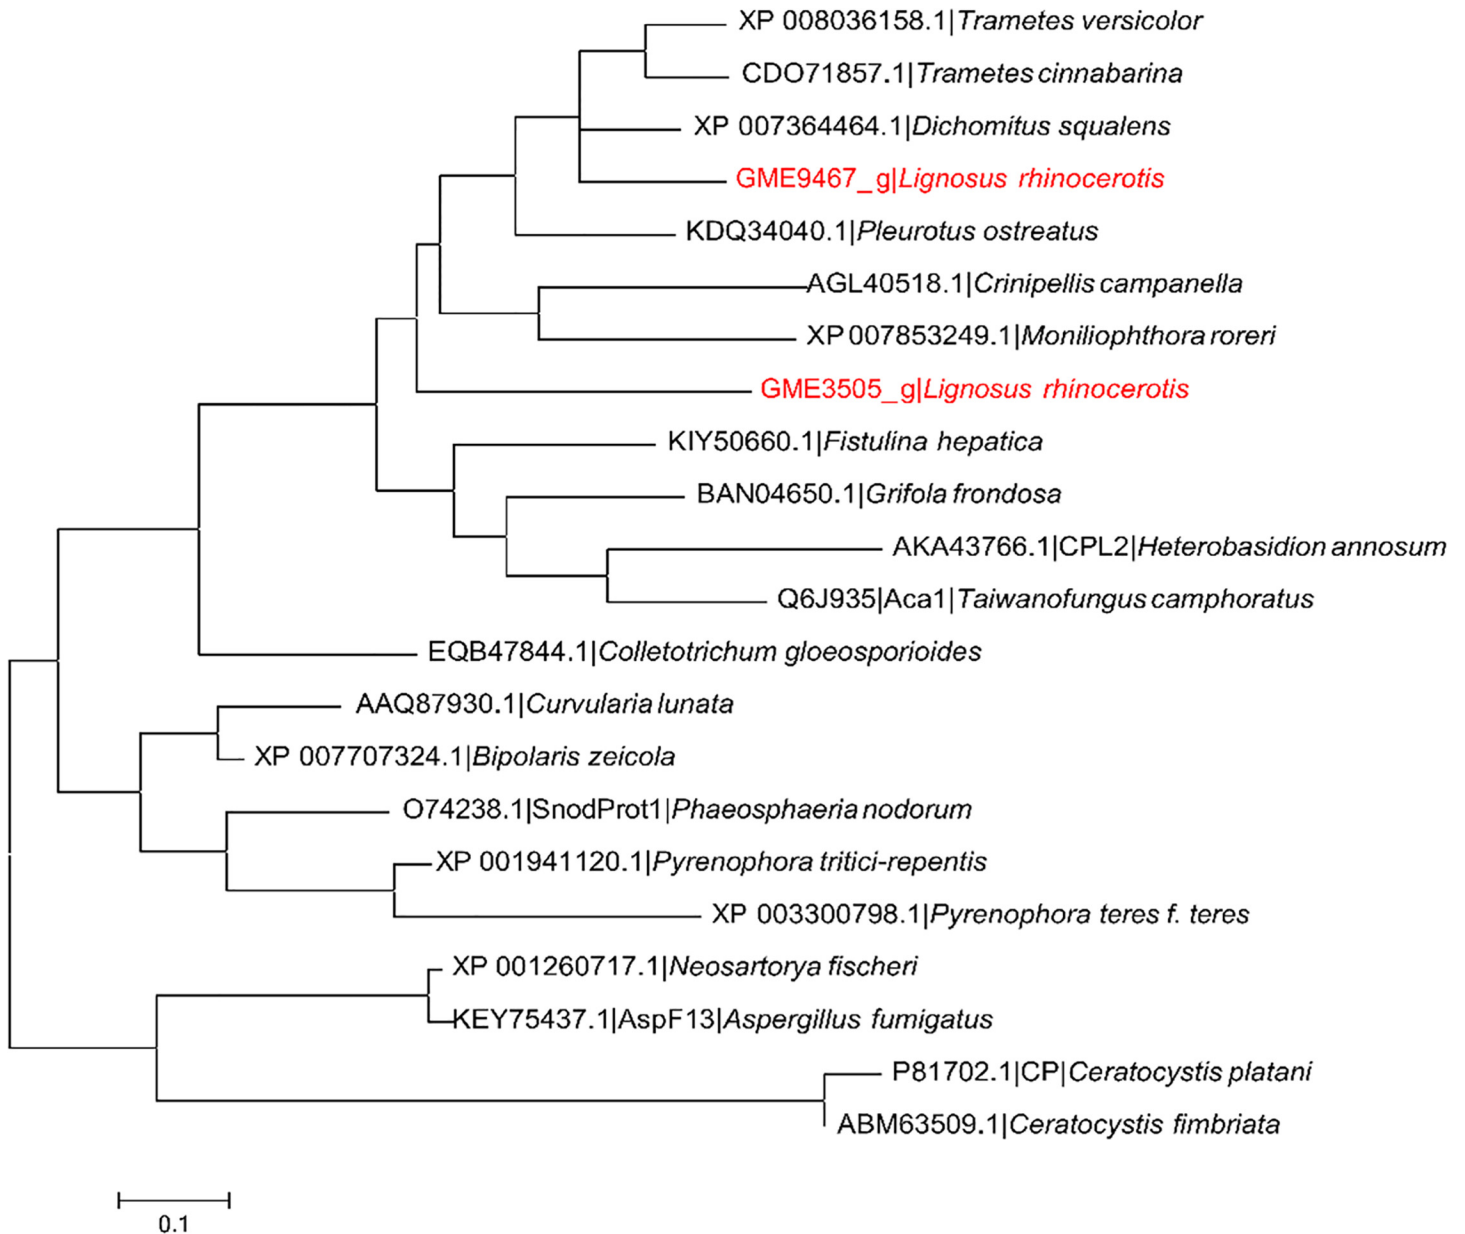 XP 008036158.1|Trametes versicolor
CDO71857.1|Trametes cinnabarina
XP 007364464.1|Dichomitus squalens
GME9467_g|Lignosus rhinocerotis
KDQ34040.1|Pleurotus ostreatus
AGL40518.1|Crinipellis campanella
XP 007853249.1|Moniliophthora roreri
GME3505_g|Lignosus rhinocerotis
KIY50660.1|Fistulina hepatica
BAN04650.1|Grifola frondosa
AKA43766.1|CPL2|Heterobasidion annosum
Q6J935|Aca1|Taiwanofungus camphoratus
EQB47844.1|Colletotrichum gloeosporioides
AAQ87930.1|Curvularia lunata
XP 007707324.1|Bipolaris zeicola
O74238.1|SnodProt1|Phaeosphaeria nodorum
XP 001941120.1|Pyrenophora tritici-repentis
XP 003300798.1|Pyrenophora teres f. teres
XP 001260717.1|Neosartorya fischeri
KEY75437.1|AspF13|Aspergillus fumigatus
P81702.1|CP|Ceratocystis platani
ABM63509.1|Ceratocystis fimbriata
0.1